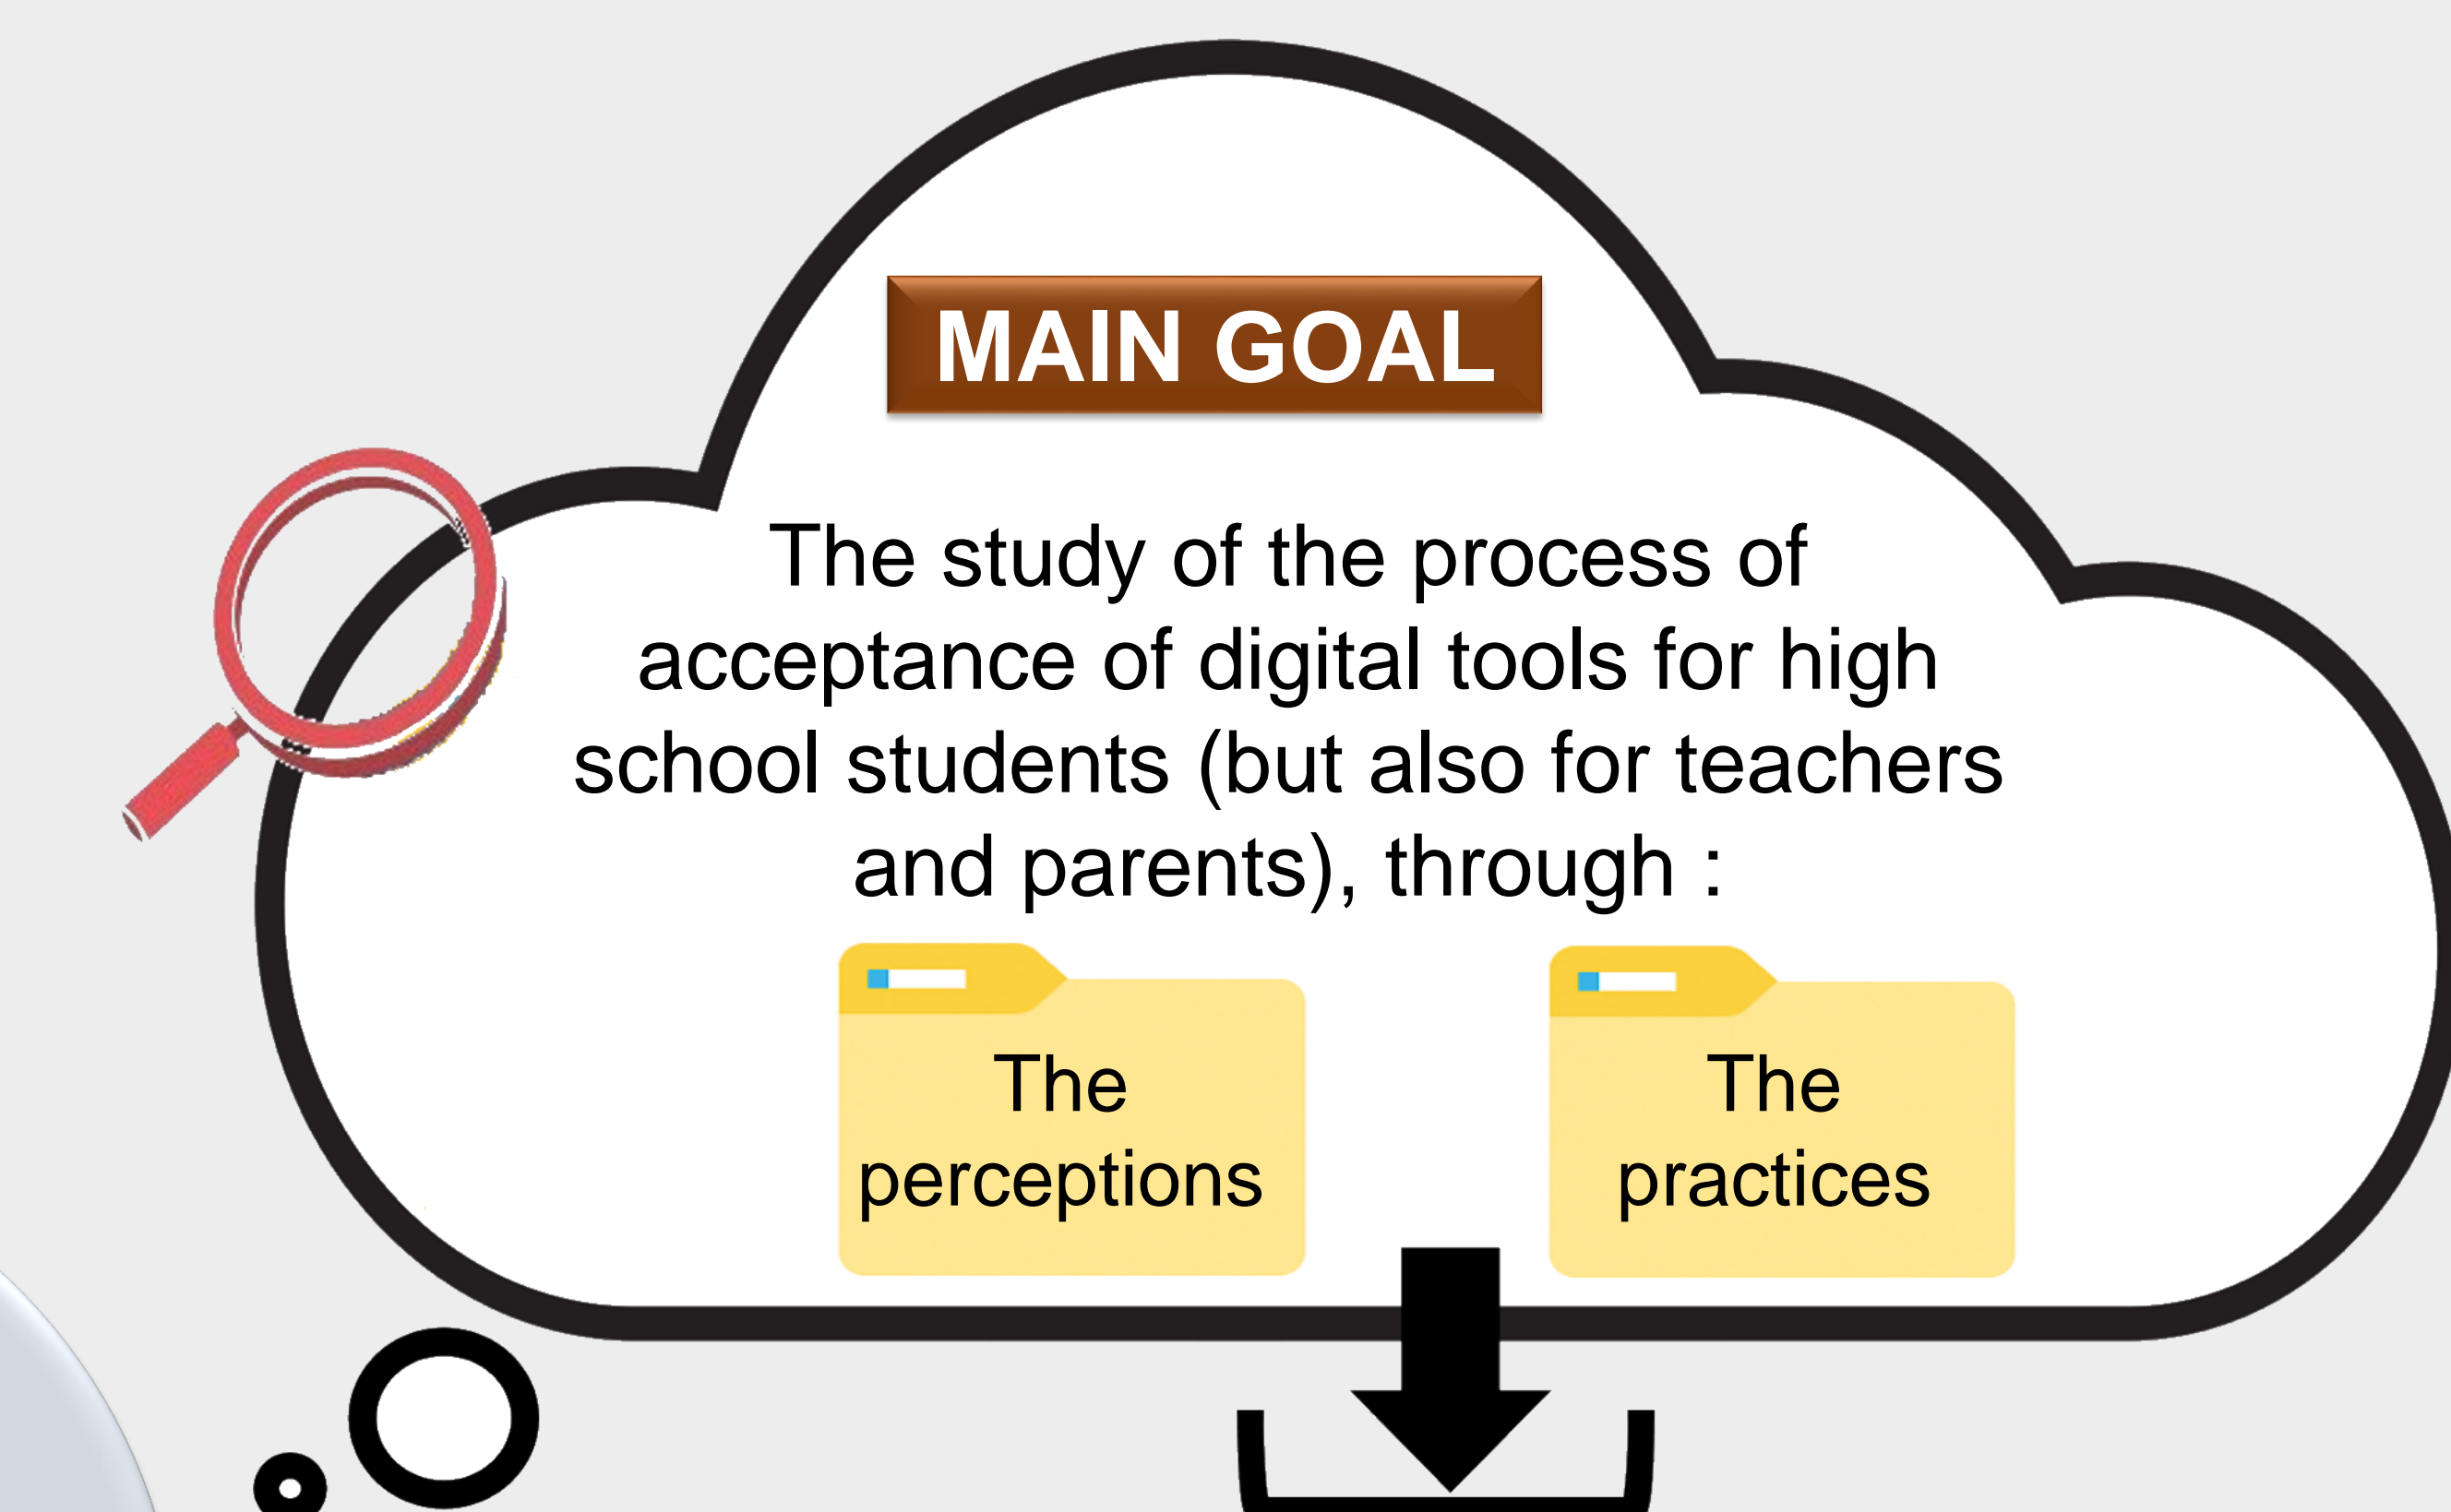 MAIN GOAL
The study of the process of
acceptance of digital tools for high
school students (but also for teachers
and parents), through :
The
perceptions
The
practices